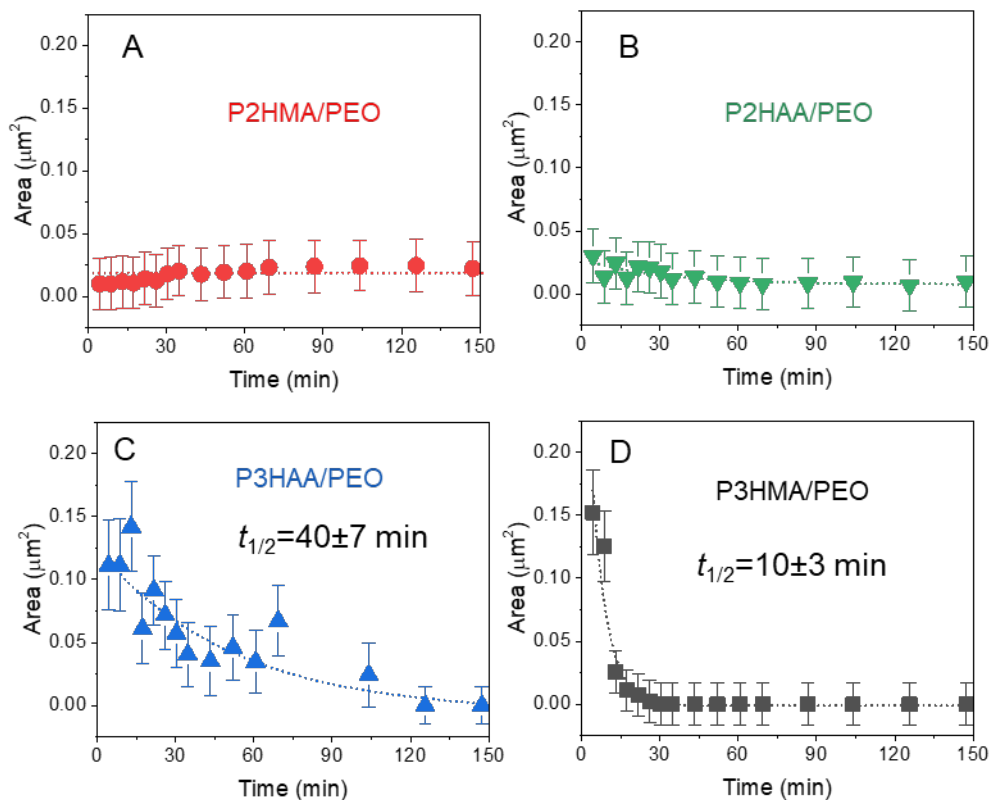 A
P2HMA/PEO
Area (μm²)
0.20
0.15
0.10
0.05
0.00
0 30 60 90 120 150
Time (min)
B
P2HAA/PEO
Area (μm²)
0.20
0.15
0.10
0.05
0.00
0 30 60 90 120 150
Time (min)
C
P3HAA/PEO
t1/2=40±7 min
Area (μm²)
0.20
0.15
0.10
0.05
0.00
0 30 60 90 120 150
Time (min)
D
P3HMA/PEO
t1/2=10±3 min
Area (μm²)
0.20
0.15
0.10
0.05
0.00
0 30 60 90 120 150
Time (min)